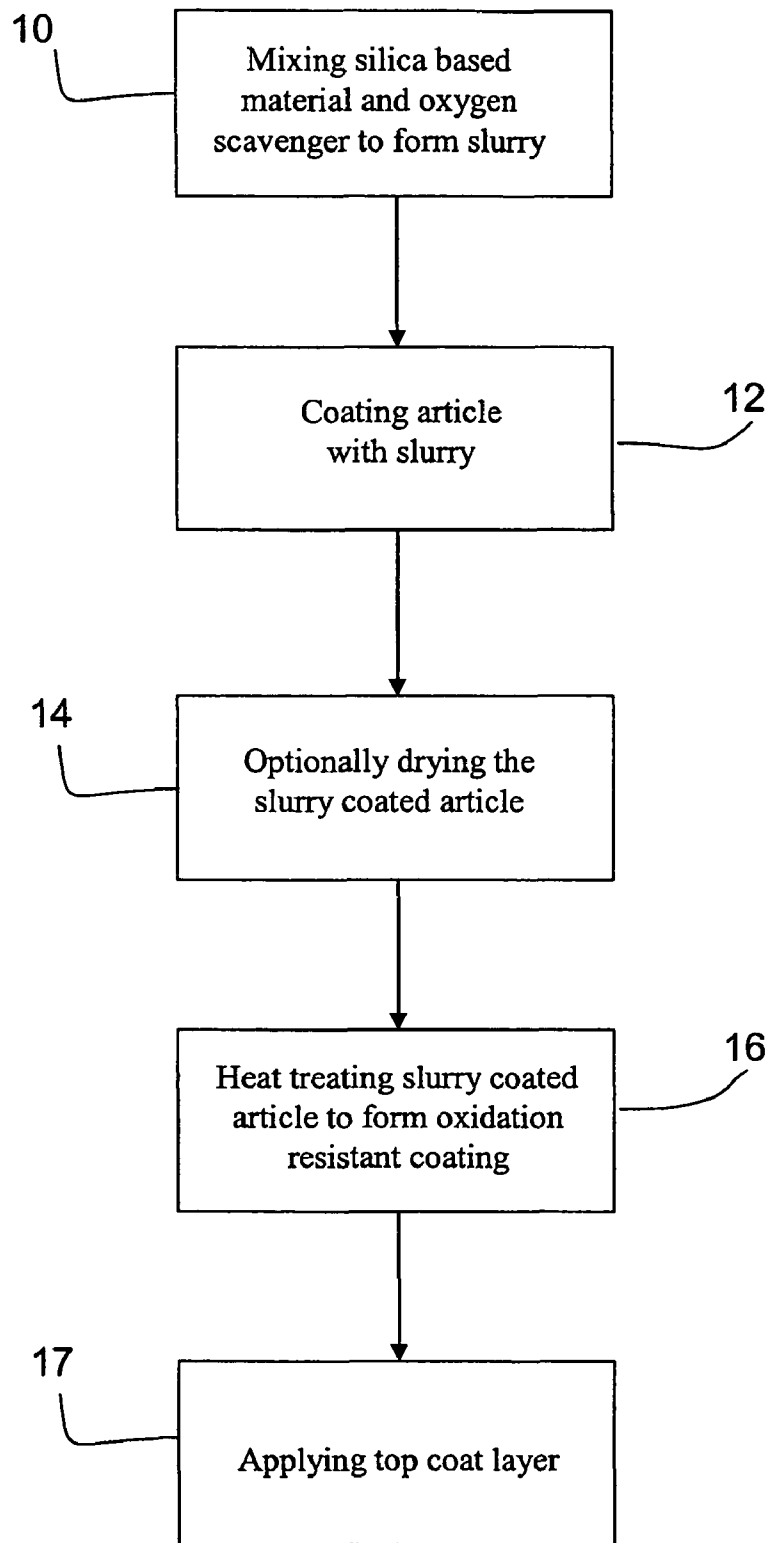 10
Mixing silica based
material and oxygen
scavenger to form slurry
Coating article
with slurry
12
14
Optionally drying the
slurry coated article
Heat treating slurry coated
article to form oxidation
resistant coating
16
17
Applying top coat layer